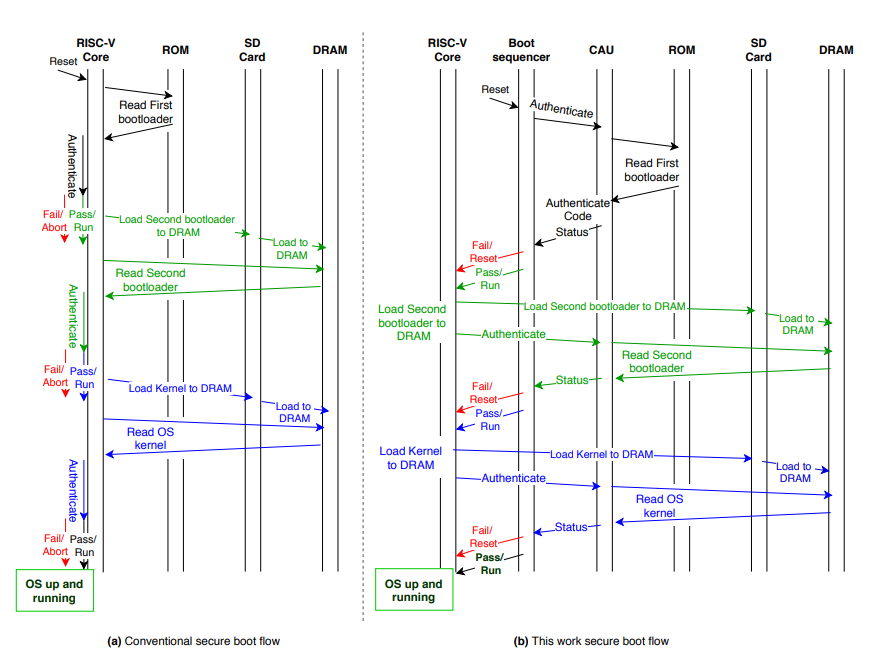 RISC-V
Core
ROM
SD
Card
DRAM
Reset
Read First
bootloader
Authenticate
Fail/
Abort
Pass/
Run
Load Second bootloader
to DRAM
Load to
DRAM
Read Second
bootloader
Authenticate
Fail/
Abort
Pass/
Run
Load Kernel to DRAM
Load to
DRAM
Read OS
kernel
Authenticate
Fail/
Abort
Pass/
Run
OS up and
running
(a) Conventional secure boot flow
RISC-V
Core
Boot
sequencer
CAU
ROM
SD
Card
DRAM
Reset
Authenticate
Read First
bootloader
Authenticate
Code
Status
Fail/
Reset
Pass/
Run
Load Second
bootloader to
DRAM
Load Second bootloader to DRAM
Load to
DRAM
Authenticate
Read Second
bootloader
Status
Fail/
Reset
Pass/
Run
Load Kernel
to DRAM
Load Kernel to DRAM
Load to
DRAM
Authenticate
Read OS
kernel
Status
Fail/
Reset
Pass/
Run
OS up and
running
(b) This work secure boot flow